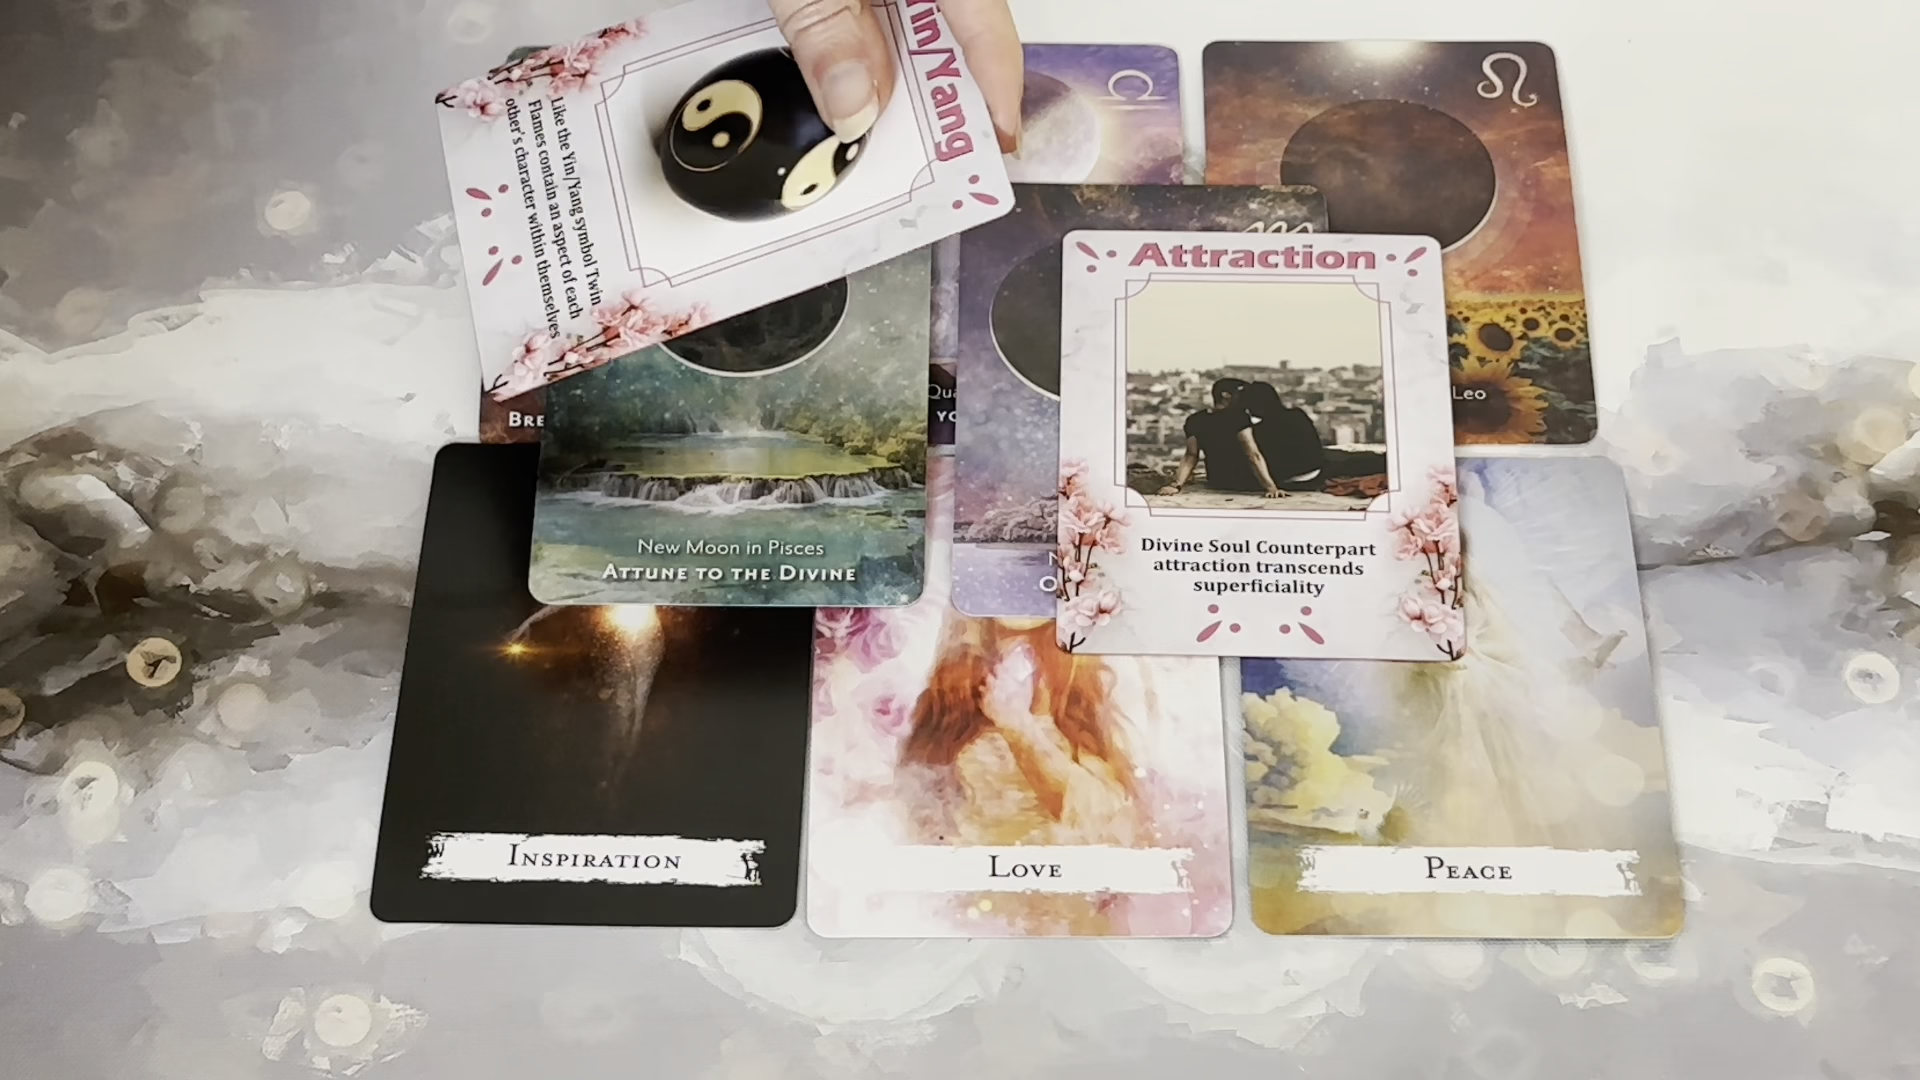 Yin/Yang
Like the Yin/Yang symbol Twin
Flames contain an aspect of each
other's character within themselves
Attraction
Divine Soul Counterpart
attraction transcends
superficiality
Leo
New Moon in Pisces
ATTUNE TO THE DIVINE
INSPIRATION
LOVE
PEACE